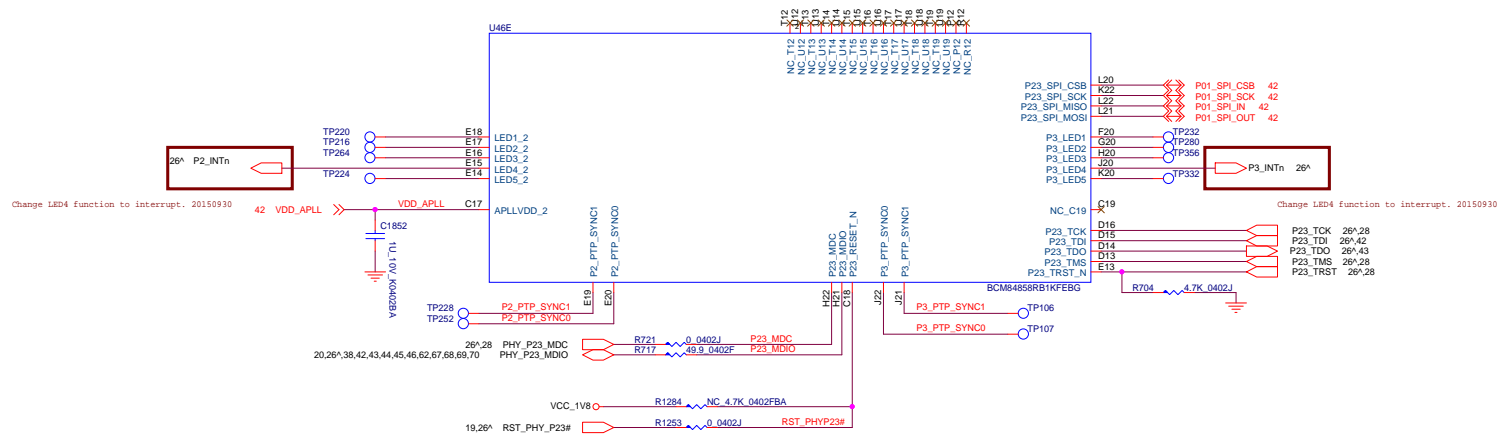 T12 U12 T13 U13 T14 U14 T15 U15 T16 U16 T17 U17 T18 U18 T19 U19 P12 R12
U46E
NC_T12 NC_U12 NC_T13 NC_U13 NC_T14 NC_U14 NC_T15 NC_U15 NC_T16 NC_U16 NC_T17 NC_U17 NC_T18 NC_U18 NC_T19 NC_U19 NC_P12 NC_R12
P23_SPI_CSB L20 P01_SPI_CSB 42
P23_SPI_SCK K22 P01_SPI_SCK 42
P23_SPI_MISO L22 P01_SPI_IN 42
P23_SPI_MOSI L21 P01_SPI_OUT 42
TP220 E18 LED1_2
TP216 E17 LED2_2
TP264 E16 LED3_2
26^ P2_INTn E15 LED4_2
TP224 E14 LED5_2
P3_LED1 F20 TP232
P3_LED2 G20 TP280
P3_LED3 H20 TP356
P3_LED4 J20 P3_INTn 26^
P3_LED5 K20 TP332
Change LED4 function to interrupt. 20150930
Change LED4 function to interrupt. 20150930
42 VDD_APLL VDD_APLL C17 APLLVDD_2
NC_C19 C19
C1852
1U_10V_K0402BA
P23_TCK D16 P23_TCK 26^,28
P23_TDI D15 P23_TDI 26^,42
P23_TDO D14 P23_TDO 26^,43
P23_TMS D13 P23_TMS 26^,28
P23_TRST_N E13 P23_TRST 26^,28
P2_PTP_SYNC1 P2_PTP_SYNC0 P23_MDC P23_MDIO P23_RESET_N P3_PTP_SYNC0 P3_PTP_SYNC1
BCM84858RB1KFEBG
R704 4.7K_0402J
E19 E20 H22 H21 C18 J22 J21
TP228 P2_PTP_SYNC1
TP252 P2_PTP_SYNC0
P3_PTP_SYNC1 TP106
P3_PTP_SYNC0 TP107
26^,28 PHY_P23_MDC R721 0_0402J P23_MDC
20,26^,38,42,43,44,45,46,62,67,68,69,70 PHY_P23_MDIO R717 49.9_0402F P23_MDIO
VCC_1V8 R1284 NC_4.7K_0402FBA
19,26^ RST_PHY_P23# R1253 0_0402J RST_PHYP23#